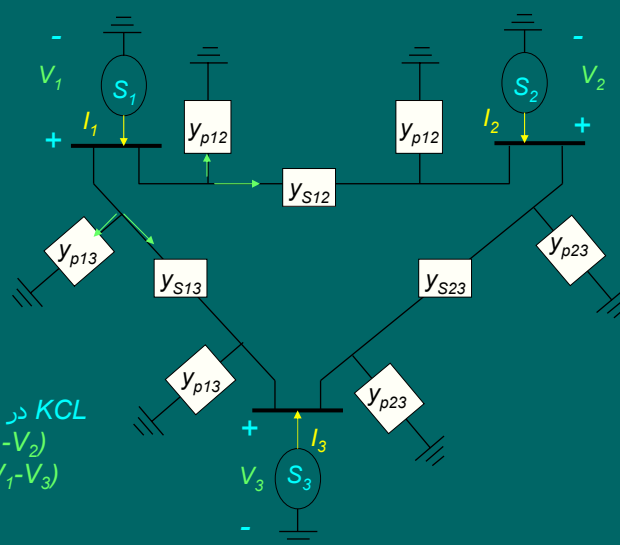 -
V1
S1
I1
+
yp12
yp12
-
V2
S2
I2
+
yS12
yp13
yS13
yp23
yS23
yp13
yp23
در KCL
-V2)
V1-V3)
+
I3
V3
S3
-